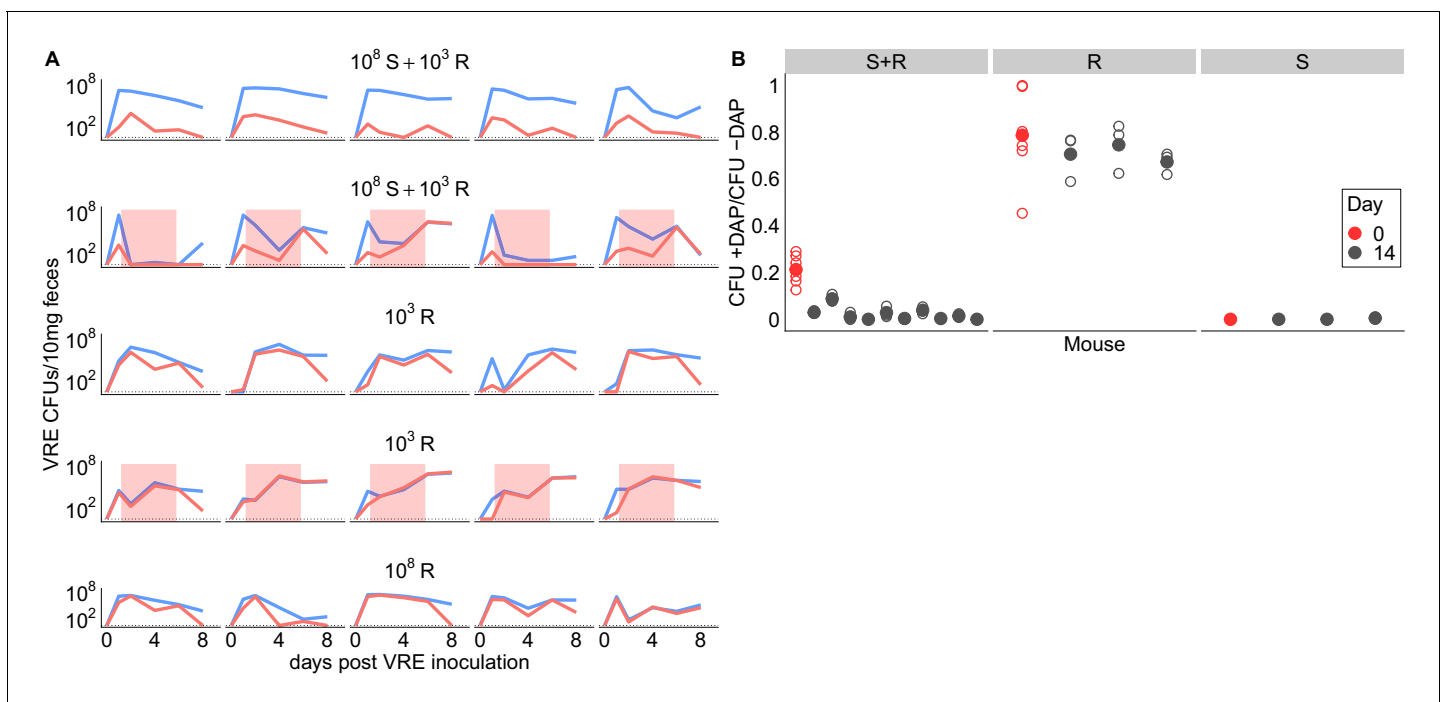 A
VRE CFUs/10mg feces
10^8 S + 10^3 R
10^8
10^2
10^8 S + 10^3 R
10^8
10^2
10^3 R
10^8
10^2
10^3 R
10^8
10^2
10^8 R
10^8
10^2
0 4 8 0 4 8 0 4 8 0 4 8 0 4 8
days post VRE inoculation
B
S+R R S
CFU +DAP/CFU −DAP
1
0.8
0.6
0.4
0.2
0
Mouse
Day
0
14